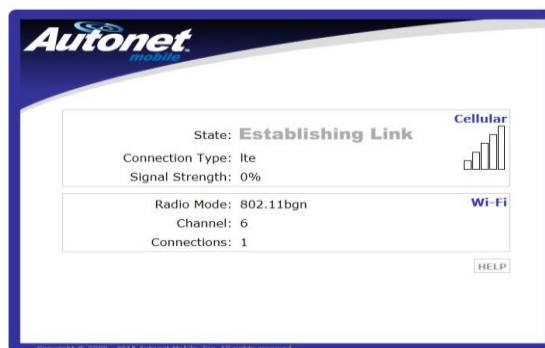 Autonet
mobile
Cellular
State: Establishing Link
Connection Type: lte
Signal Strength: 0%
Wi-Fi
Radio Mode: 802.11bgn
Channel: 6
Connections: 1
HELP